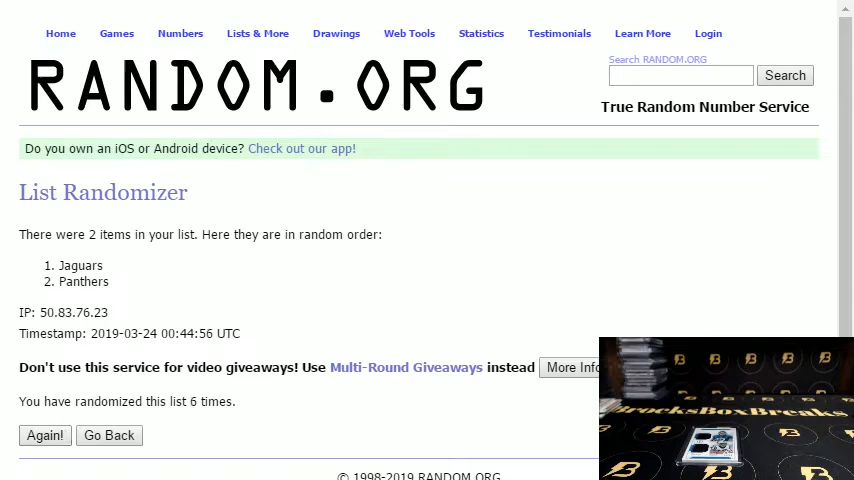 Home Games Numbers Lists & More Drawings Web Tools Statistics Testimonials Learn More Login
RANDOM.ORG
Search RANDOM.ORG
Search
True Random Number Service
Do you own an iOS or Android device? Check out our app!
List Randomizer
There were 2 items in your list. Here they are in random order:
1. Jaguars
2. Panthers
IP: 50.83.76.23
Timestamp: 2019-03-24 00:44:56 UTC
Don't use this service for video giveaways! Use Multi-Round Giveaways instead More Info
You have randomized this list 6 times.
Again! Go Back
© 1998-2019 RANDOM.ORG
BrocksBoxBreaks